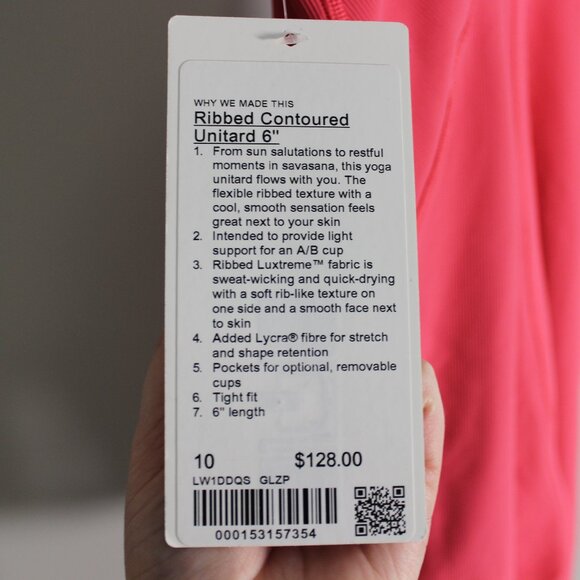 WHY WE MADE THIS
Ribbed Contoured
Unitard 6"
1. From sun salutations to restful
moments in savasana, this yoga
unitard flows with you. The
flexible ribbed texture with a
cool, smooth sensation feels
great next to your skin
2. Intended to provide light
support for an A/B cup
3. Ribbed Luxtreme™ fabric is
sweat-wicking and quick-drying
with a soft rib-like texture on
one side and a smooth face next
to skin
4. Added Lycra® fibre for stretch
and shape retention
5. Pockets for optional, removable
cups
6. Tight fit
7. 6" length
10 $128.00
LW1DDQS GLZP
000153157354